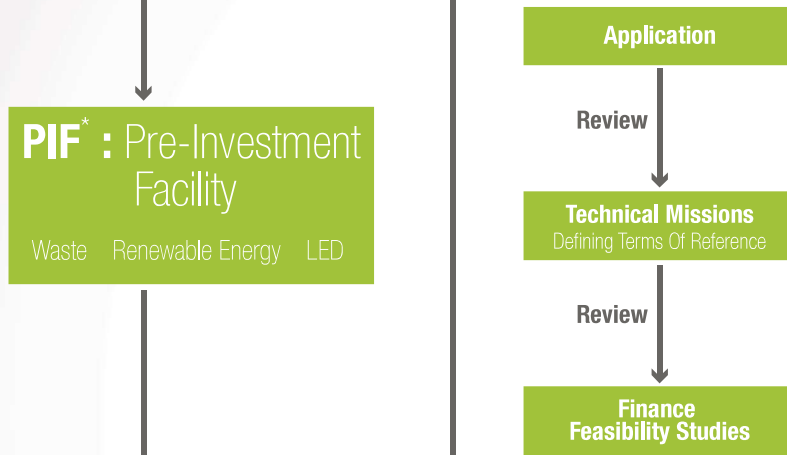 PIF* : Pre-Investment
Facility
Waste Renewable Energy LED
Application
Review
Technical Missions
Defining Terms Of Reference
Review
Finance
Feasibility Studies